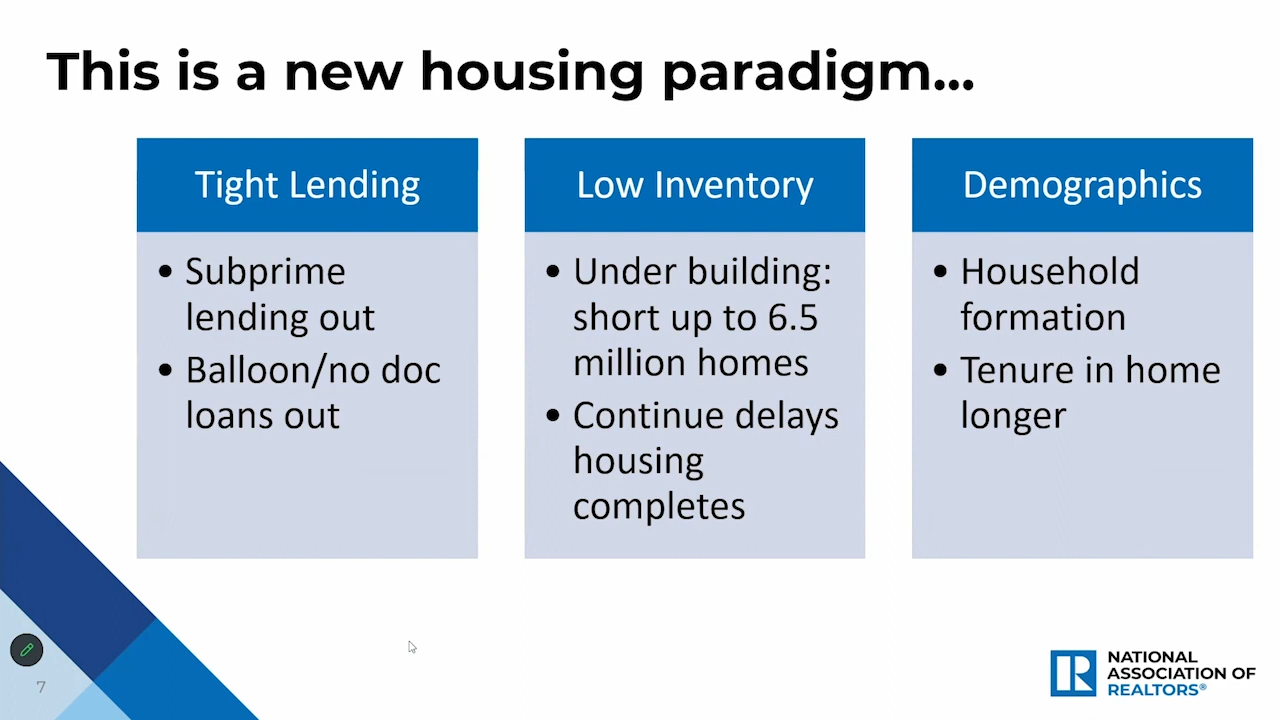 This is a new housing paradigm...
Tight Lending
• Subprime
lending out
• Balloon/no doc
loans out
Low Inventory
• Under building:
short up to 6.5
million homes
• Continue delays
housing
completes
Demographics
• Household
formation
• Tenure in home
longer
7
R
NATIONAL
ASSOCIATION OF
REALTORS®